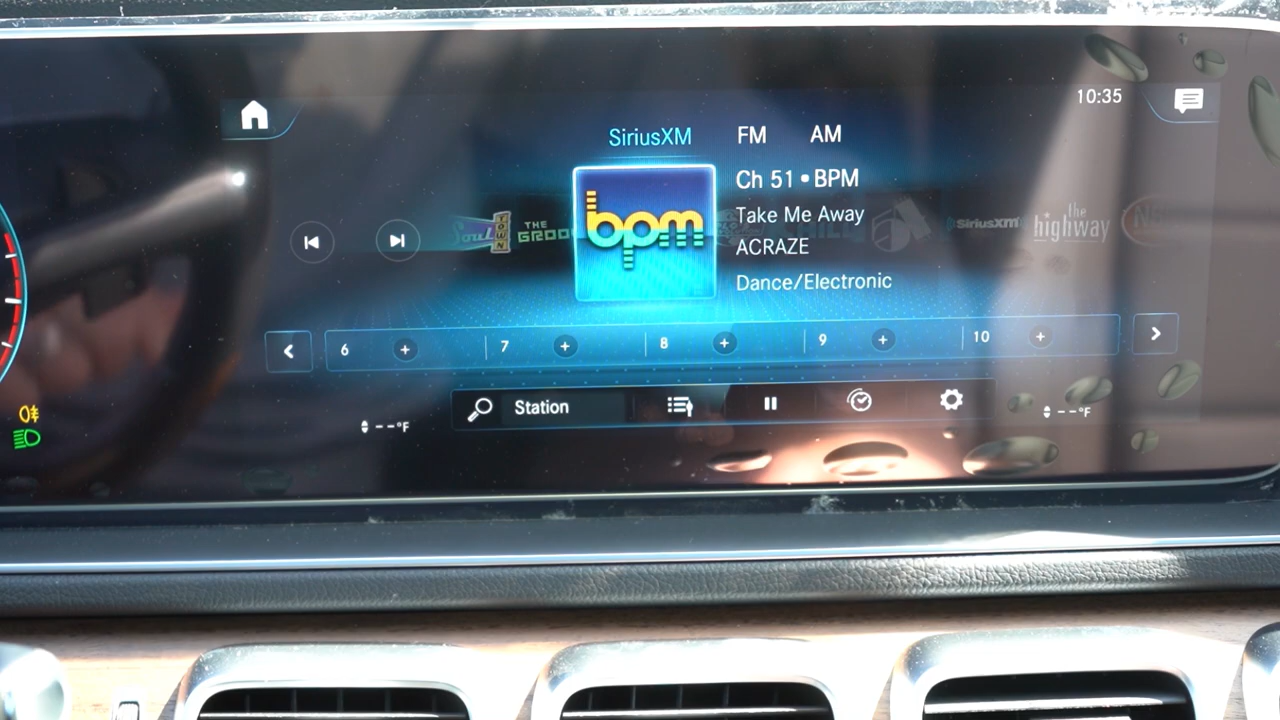 10:35
SiriusXM FM AM
Ch 51 • BPM
Take Me Away
ACRAZE
Dance/Electronic
Soul
THE
GROO
bpm
SiriusXM
the
highway
6 + 7 + 8 + 9 + 10 +
Station
--°F
--°F